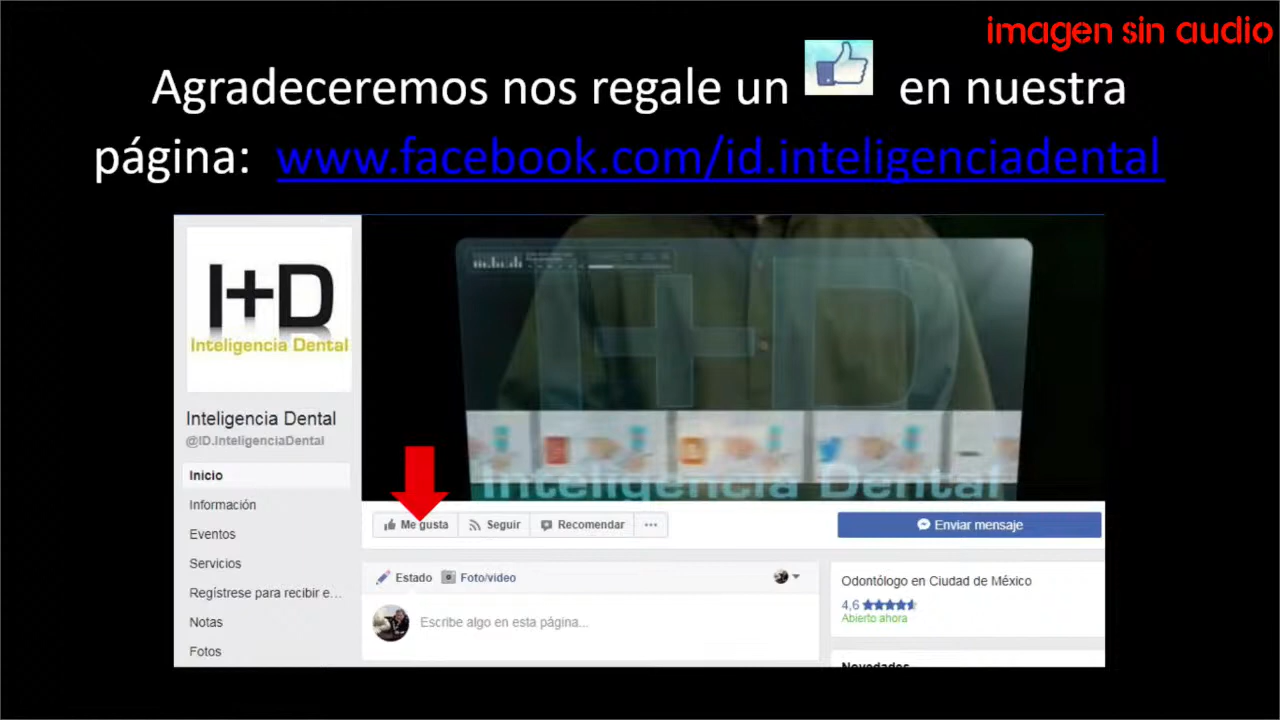 imagen sin audio
Agradeceremos nos regale un en nuestra
página: www.facebook.com/id.inteligenciadental
I+D
Inteligencia Dental
I+D
Inteligencia Dental
Inteligencia Dental
@ID.InteligenciaDental
Inicio
Información
Eventos
Servicios
Regístrese para recibir e...
Notas
Fotos
Me gusta Seguir Recomendar ...
Enviar mensaje
Estado Foto/video
Escribe algo en esta página...
Odontólogo en Ciudad de México
4,6
Abierto ahora
Novedades